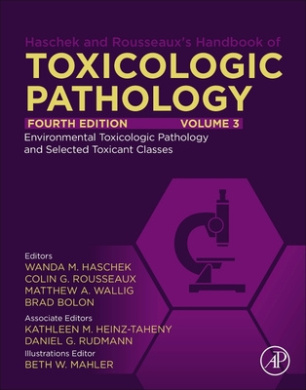 Haschek and Rousseaux's Handbook of
TOXICOLOGIC
PATHOLOGY
FOURTH EDITION VOLUME 3
Environmental Toxicologic Pathology
and Selected Toxicant Classes
Editors
WANDA M. HASCHEK
COLIN G. ROUSSEAUX
MATTHEW A. WALLIG
BRAD BOLON
Associate Editors
KATHLEEN M. HEINZ-TAHENY
DANIEL G. RUDMANN
Illustrations Editor
BETH W. MAHLER
AP